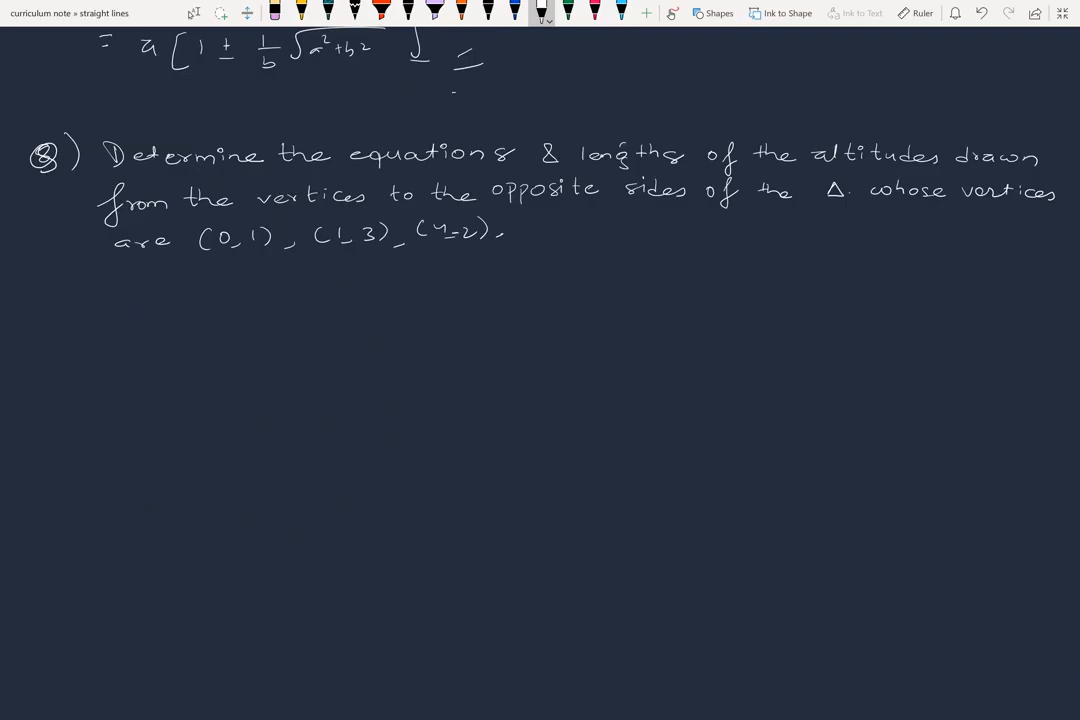 curriculum note » straight lines
Shapes Ink to Shape Ink to Text Ruler
= a [ 1 ± 1/b √a²+b² ]
Q) Determine the equations & lengths of the altitudes drawn
from the vertices to the opposite sides of the Δ. whose vertices
are (0,1), (1,3), (4,-2),